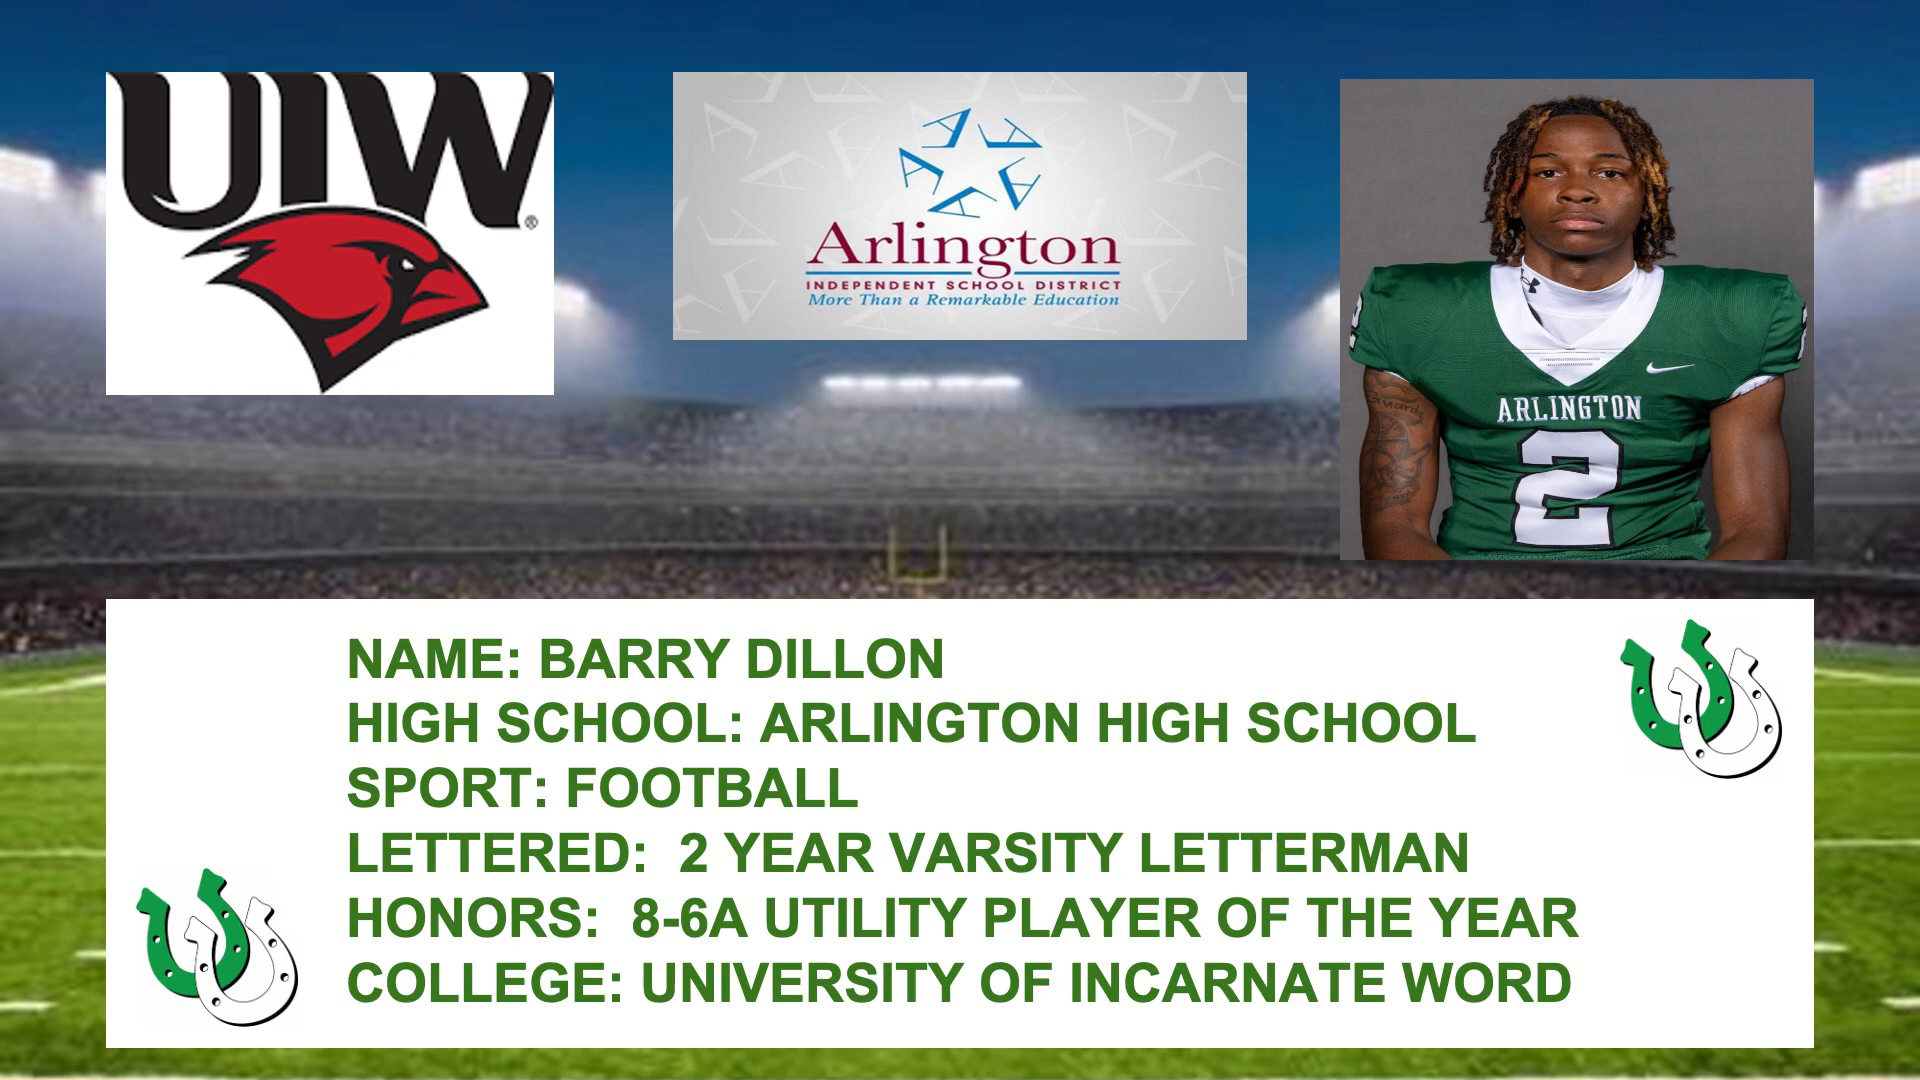 UIW
®
Arlington
INDEPENDENT SCHOOL DISTRICT
More Than a Remarkable Education
Guards
ARLINGTON
2
NAME: BARRY DILLON
HIGH SCHOOL: ARLINGTON HIGH SCHOOL
SPORT: FOOTBALL
LETTERED: 2 YEAR VARSITY LETTERMAN
HONORS: 8-6A UTILITY PLAYER OF THE YEAR
COLLEGE: UNIVERSITY OF INCARNATE WORD